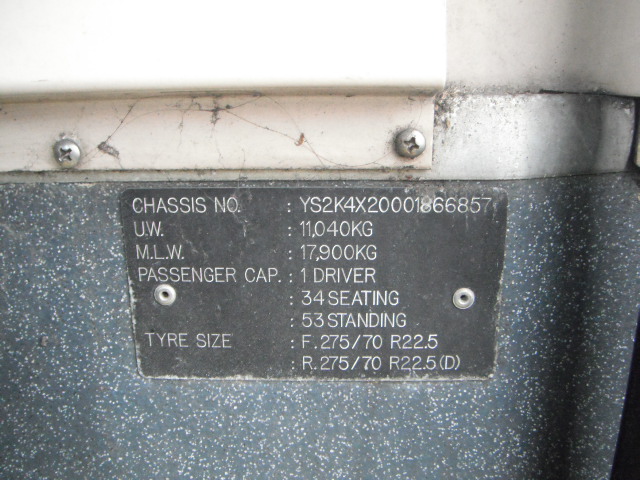 CHASSIS NO. : YS2K4X20001866857
U.W. : 11,040KG
M.L.W. : 17,900KG
PASSENGER CAP. : 1 DRIVER
: 34 SEATING
: 53 STANDING
TYRE SIZE : F. 275/70 R22.5
R. 275/70 R22.5 (D)